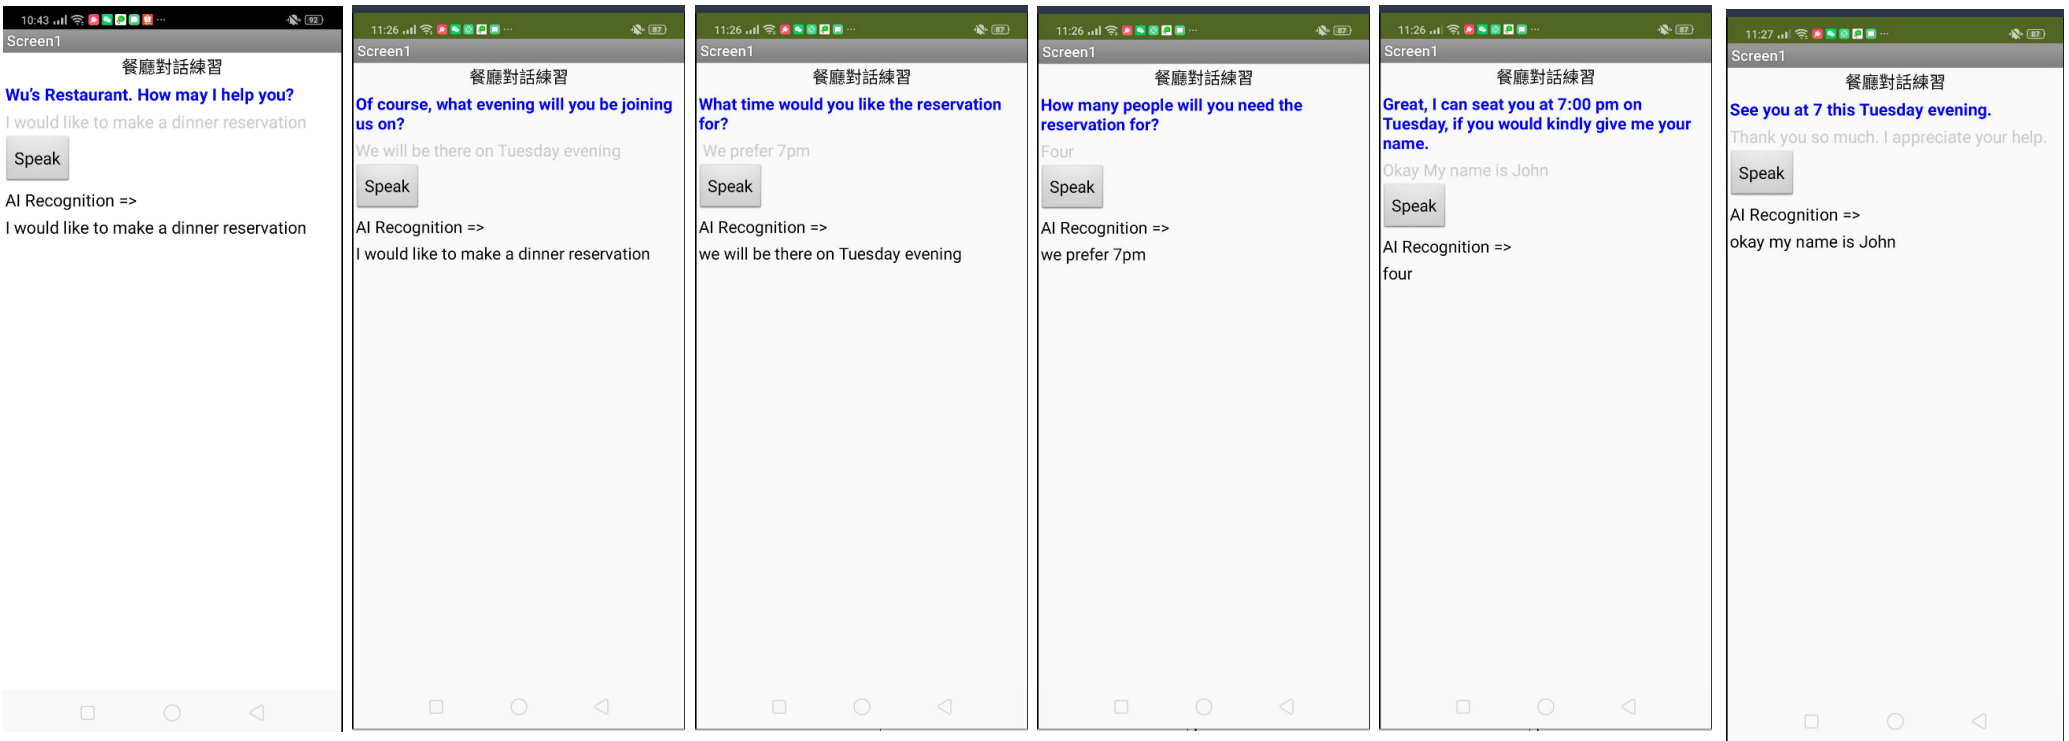 10:43
92
Screen1
餐廳對話練習
Wu's Restaurant. How may I help you?
I would like to make a dinner reservation
Speak
AI Recognition =>
I would like to make a dinner reservation
11:26
87
Screen1
餐廳對話練習
Of course, what evening will you be joining
us on?
We will be there on Tuesday evening
Speak
AI Recognition =>
I would like to make a dinner reservation
11:26
87
Screen1
餐廳對話練習
What time would you like the reservation
for?
We prefer 7pm
Speak
AI Recognition =>
we will be there on Tuesday evening
11:26
87
Screen1
餐廳對話練習
How many people will you need the
reservation for?
Four
Speak
AI Recognition =>
we prefer 7pm
11:26
87
Screen1
餐廳對話練習
Great, I can seat you at 7:00 pm on
Tuesday, if you would kindly give me your
name.
Okay My name is John
Speak
AI Recognition =>
four
11:27
87
Screen1
餐廳對話練習
See you at 7 this Tuesday evening.
Thank you so much. I appreciate your help.
Speak
AI Recognition =>
okay my name is John